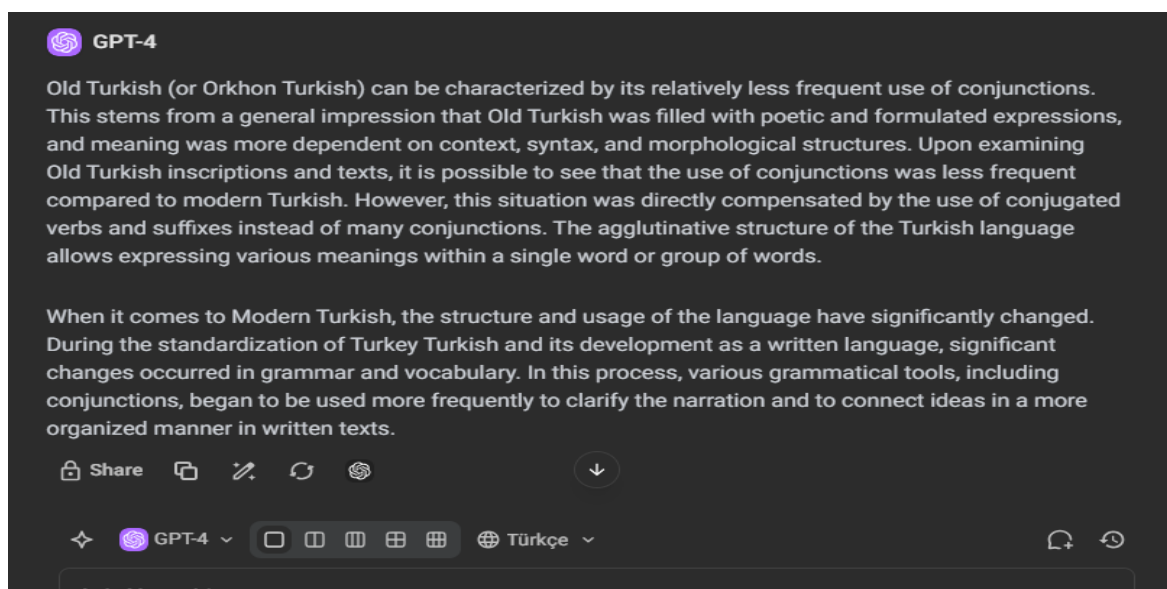 GPT-4
Old Turkish (or Orkhon Turkish) can be characterized by its relatively less frequent use of conjunctions.
This stems from a general impression that Old Turkish was filled with poetic and formulated expressions,
and meaning was more dependent on context, syntax, and morphological structures. Upon examining
Old Turkish inscriptions and texts, it is possible to see that the use of conjunctions was less frequent
compared to modern Turkish. However, this situation was directly compensated by the use of conjugated
verbs and suffixes instead of many conjunctions. The agglutinative structure of the Turkish language
allows expressing various meanings within a single word or group of words.
When it comes to Modern Turkish, the structure and usage of the language have significantly changed.
During the standardization of Turkey Turkish and its development as a written language, significant
changes occurred in grammar and vocabulary. In this process, various grammatical tools, including
conjunctions, began to be used more frequently to clarify the narration and to connect ideas in a more
organized manner in written texts.
Share
GPT-4 Türkçe